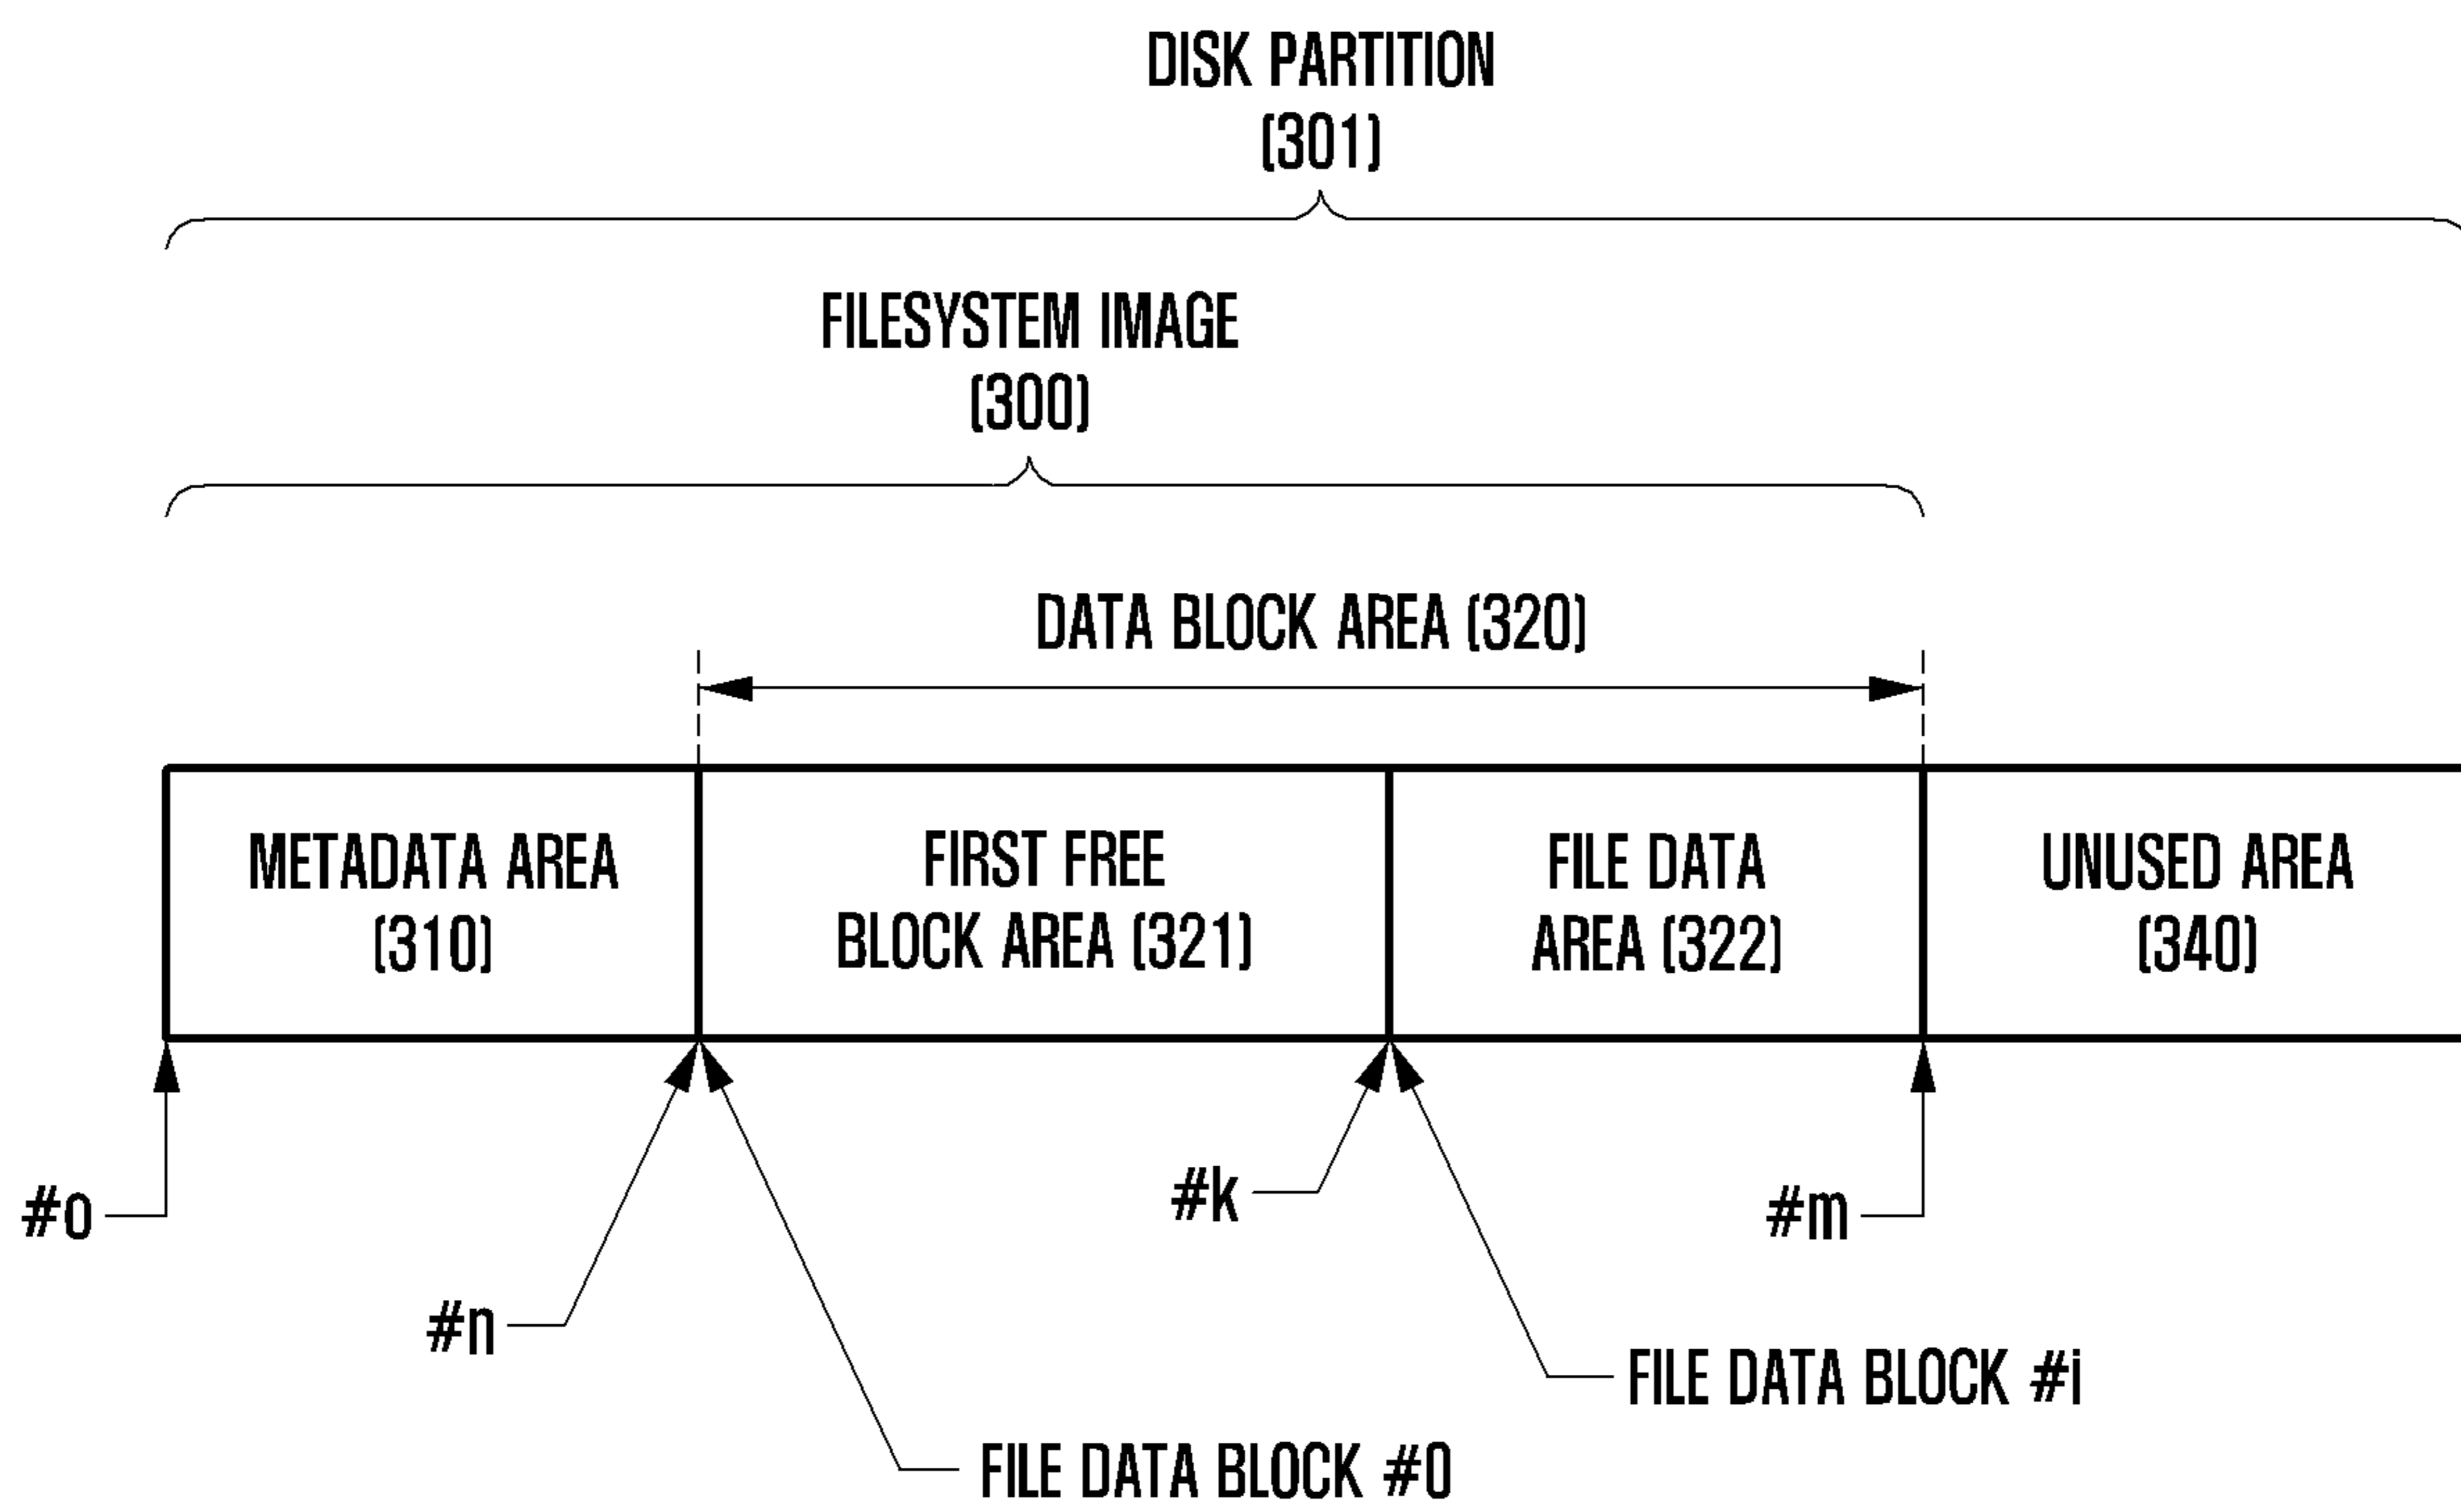 DISK PARTITION
(301)
FILESYSTEM IMAGE
(300)
DATA BLOCK AREA (320)
METADATA AREA
(310)
FIRST FREE
BLOCK AREA (321)
FILE DATA
AREA (322)
UNUSED AREA
(340)
#o
#n
#k
#m
FILE DATA BLOCK #i
FILE DATA BLOCK #0